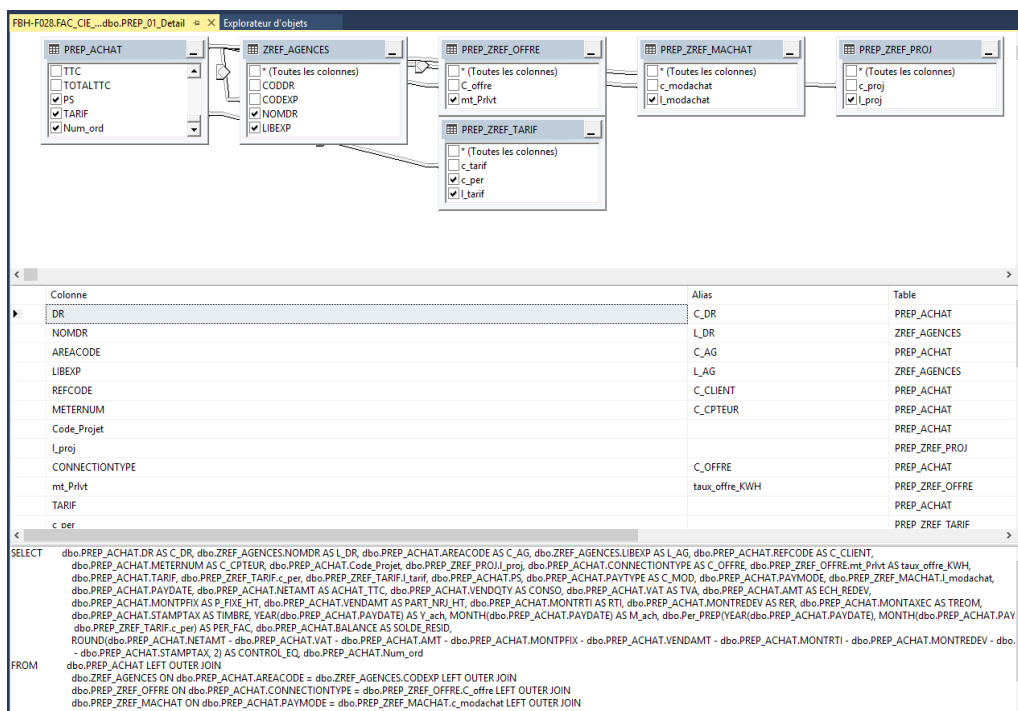 FBH-F028.FAC_CIE_...dbo.PREP_01_Detail Explorateur d'objets
PREP_ACHAT
TTC
TOTALTTC
PS
TARIF
Num_ord
ZREF_AGENCES
* (Toutes les colonnes)
CODDR
CODEXP
NOMDR
LIBEXP
PREP_ZREF_OFFRE
* (Toutes les colonnes)
C_offre
mt_Prlvt
PREP_ZREF_MACHAT
* (Toutes les colonnes)
c_modachat
l_modachat
PREP_ZREF_PROJ
* (Toutes les colonnes)
c_proj
l_proj
PREP_ZREF_TARIF
* (Toutes les colonnes)
c_tarif
c_per
l_tarif
Colonne Alias Table
DR C_DR PREP_ACHAT
NOMDR L_DR ZREF_AGENCES
AREACODE C_AG PREP_ACHAT
LIBEXP L_AG ZREF_AGENCES
REFCODE C_CLIENT PREP_ACHAT
METERNUM C_CPTEUR PREP_ACHAT
Code_Projet PREP_ACHAT
l_proj PREP_ZREF_PROJ
CONNECTIONTYPE C_OFFRE PREP_ACHAT
mt_Prlvt taux_offre_KWH PREP_ZREF_OFFRE
TARIF PREP_ACHAT
c_per PREP_ZREF_TARIF
SELECT dbo.PREP_ACHAT.DR AS C_DR, dbo.ZREF_AGENCES.NOMDR AS L_DR, dbo.PREP_ACHAT.AREACODE AS C_AG, dbo.ZREF_AGENCES.LIBEXP AS L_AG, dbo.PREP_ACHAT.REFCODE AS C_CLIENT,
dbo.PREP_ACHAT.METERNUM AS C_CPTEUR, dbo.PREP_ACHAT.Code_Projet, dbo.PREP_ZREF_PROJ.l_proj, dbo.PREP_ACHAT.CONNECTIONTYPE AS C_OFFRE, dbo.PREP_ZREF_OFFRE.mt_Prlvt AS taux_offre_KWH,
dbo.PREP_ACHAT.TARIF, dbo.PREP_ZREF_TARIF.c_per, dbo.PREP_ZREF_TARIF.l_tarif, dbo.PREP_ACHAT.PS, dbo.PREP_ACHAT.PAYTYPE AS C_MOD, dbo.PREP_ACHAT.PAYMODE, dbo.PREP_ZREF_MACHAT.l_modachat,
dbo.PREP_ACHAT.PAYDATE, dbo.PREP_ACHAT.NETAMT AS ACHAT_TTC, dbo.PREP_ACHAT.VENDQTY AS CONSO, dbo.PREP_ACHAT.VAT AS TVA, dbo.PREP_ACHAT.AMT AS ECH_REDEV,
dbo.PREP_ACHAT.MONTPFIX AS P_FIXE_HT, dbo.PREP_ACHAT.VENDAMT AS PART_NRJ_HT, dbo.PREP_ACHAT.MONTRTI AS RTI, dbo.PREP_ACHAT.MONTREDEV AS RER, dbo.PREP_ACHAT.MONTAXEC AS TREOM,
dbo.PREP_ACHAT.STAMPTAX AS TIMBRE, YEAR(dbo.PREP_ACHAT.PAYDATE) AS Y_ach, MONTH(dbo.PREP_ACHAT.PAYDATE) AS M_ach, dbo.Per_PREP(YEAR(dbo.PREP_ACHAT.PAYDATE), MONTH(dbo.PREP_ACHAT.PAY
dbo.PREP_ZREF_TARIF.c_per) AS PER_FAC, dbo.PREP_ACHAT.BALANCE AS SOLDE_RESID,
ROUND(dbo.PREP_ACHAT.NETAMT - dbo.PREP_ACHAT.VAT - dbo.PREP_ACHAT.AMT - dbo.PREP_ACHAT.MONTPFIX - dbo.PREP_ACHAT.VENDAMT - dbo.PREP_ACHAT.MONTRTI - dbo.PREP_ACHAT.MONTREDEV - dbo.
- dbo.PREP_ACHAT.STAMPTAX, 2) AS CONTROL_EQ, dbo.PREP_ACHAT.Num_ord
FROM dbo.PREP_ACHAT LEFT OUTER JOIN
dbo.ZREF_AGENCES ON dbo.PREP_ACHAT.AREACODE = dbo.ZREF_AGENCES.CODEXP LEFT OUTER JOIN
dbo.PREP_ZREF_OFFRE ON dbo.PREP_ACHAT.CONNECTIONTYPE = dbo.PREP_ZREF_OFFRE.C_offre LEFT OUTER JOIN
dbo.PREP_ZREF_MACHAT ON dbo.PREP_ACHAT.PAYMODE = dbo.PREP_ZREF_MACHAT.c_modachat LEFT OUTER JOIN